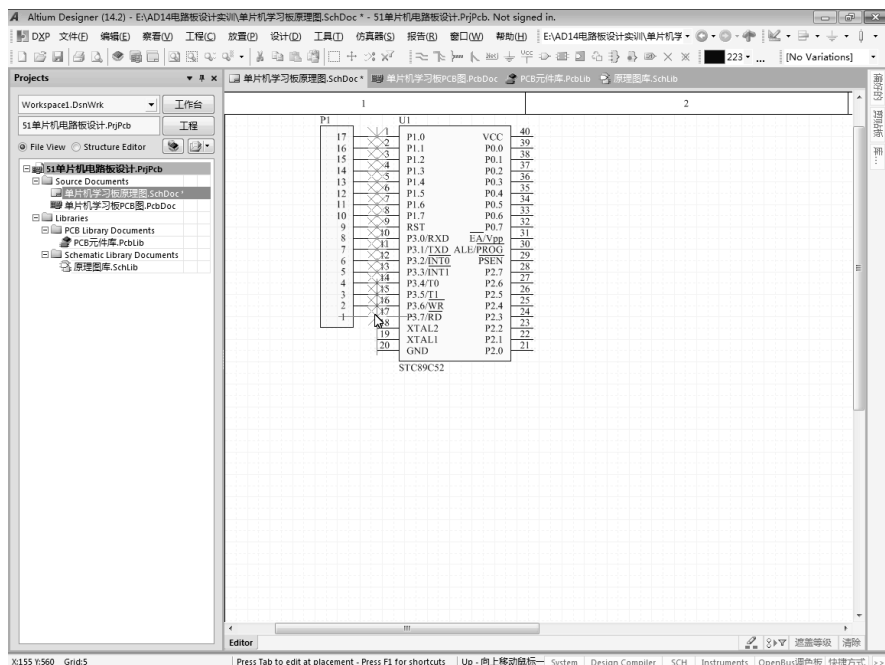 Altium Designer (14.2) - E:\AD14电路板设计实训\单片机学习板原理图.SchDoc * - 51单片机电路板设计.PrjPcb. Not signed in.
DXP 文件(F) 编辑(E) 察看(V) 工程(C) 放置(P) 设计(D) 工具(T) 仿真器(S) 报告(R) 窗口(W) 帮助(H) E:\AD14电路板设计实训\单片机学
223 ... [No Variations]
Projects
单片机学习板原理图.SchDoc * 单片机学习板PCB图.PcbDoc PCB元件库.PcbLib 原理图库.SchLib
Workspace1.DsnWrk 工作台
51单片机电路板设计.PrjPcb 工程
File View Structure Editor
51单片机电路板设计.PrjPcb
Source Documents
单片机学习板原理图.SchDoc *
单片机学习板PCB图.PcbDoc
Libraries
PCB Library Documents
PCB元件库.PcbLib
Schematic Library Documents
原理图库.SchLib
1 2
P1 U1
17 1 P1.0 VCC 40
16 2 P1.1 P0.0 39
15 3 P1.2 P0.1 38
14 4 P1.3 P0.2 37
13 5 P1.4 P0.3 36
12 6 P1.5 P0.4 35
11 7 P1.6 P0.5 34
10 8 P1.7 P0.6 33
9 9 RST P0.7 32
8 10 P3.0/RXD EA/Vpp 31
7 11 P3.1/TXD ALE/PROG 30
6 12 P3.2/INT0 PSEN 29
5 13 P3.3/INT1 P2.7 28
4 14 P3.4/T0 P2.6 27
3 15 P3.5/T1 P2.5 26
2 16 P3.6/WR P2.4 25
1 17 P3.7/RD P2.3 24
18 XTAL2 P2.2 23
19 XTAL1 P2.1 22
20 GND P2.0 21
STC89C52
Editor 遮盖等级 清除
X:155 Y:560 Grid:5 Press Tab to edit at placement - Press F1 for shortcuts Up - 向上移动鼠标一 System Design Compiler SCH Instruments OpenBus调色板 快捷方式 >>